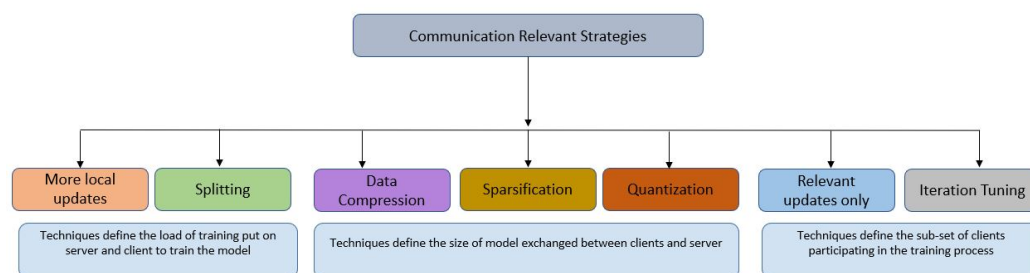 Communication Relevant Strategies
More local
updates
Splitting
Data
Compression
Sparsification
Quantization
Relevant
updates only
Iteration Tuning
Techniques define the load of training put on
server and client to train the model
Techniques define the size of model exchanged between clients and server
Techniques define the sub-set of clients
participating in the training process